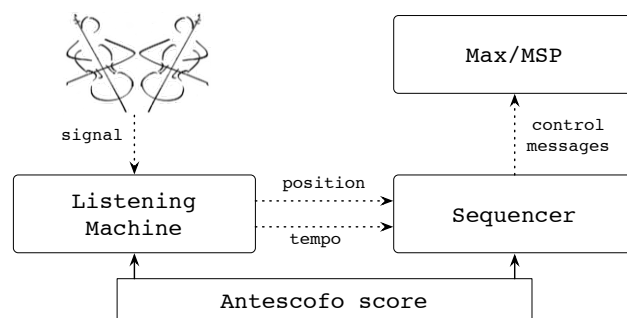 Max/MSP
signal
control
messages
Listening
Machine
position
tempo
Sequencer
Antescofo score